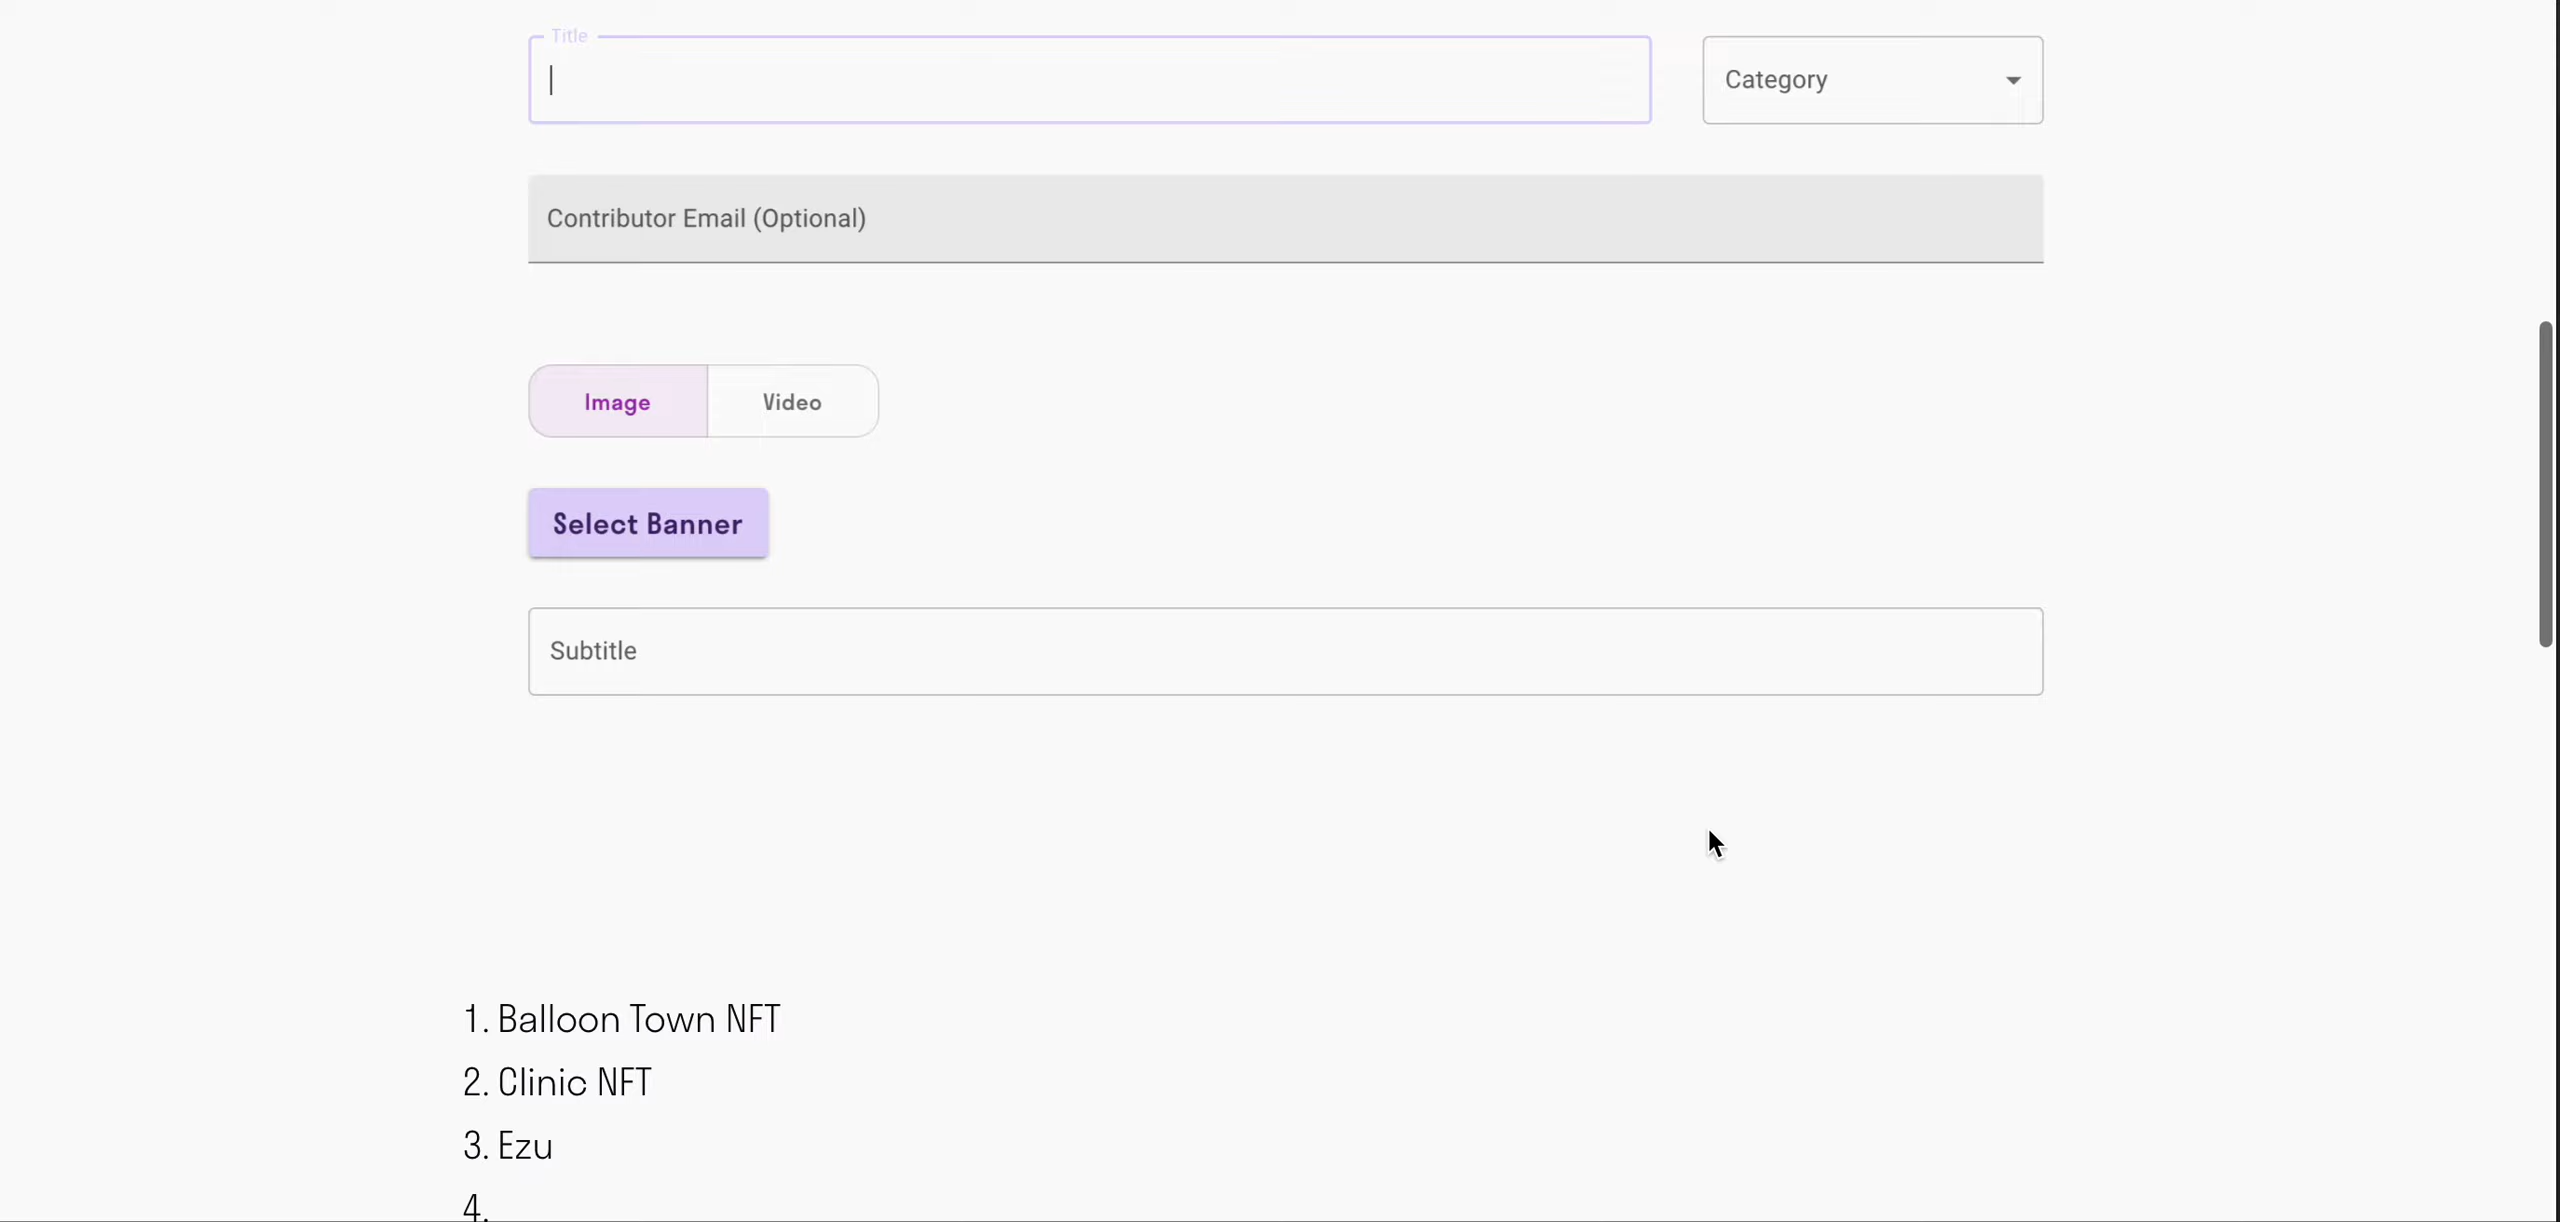 Title
Category
Contributor Email (Optional)
Image
Video
Select Banner
Subtitle
1. Balloon Town NFT
2. Clinic NFT
3. Ezu
4.